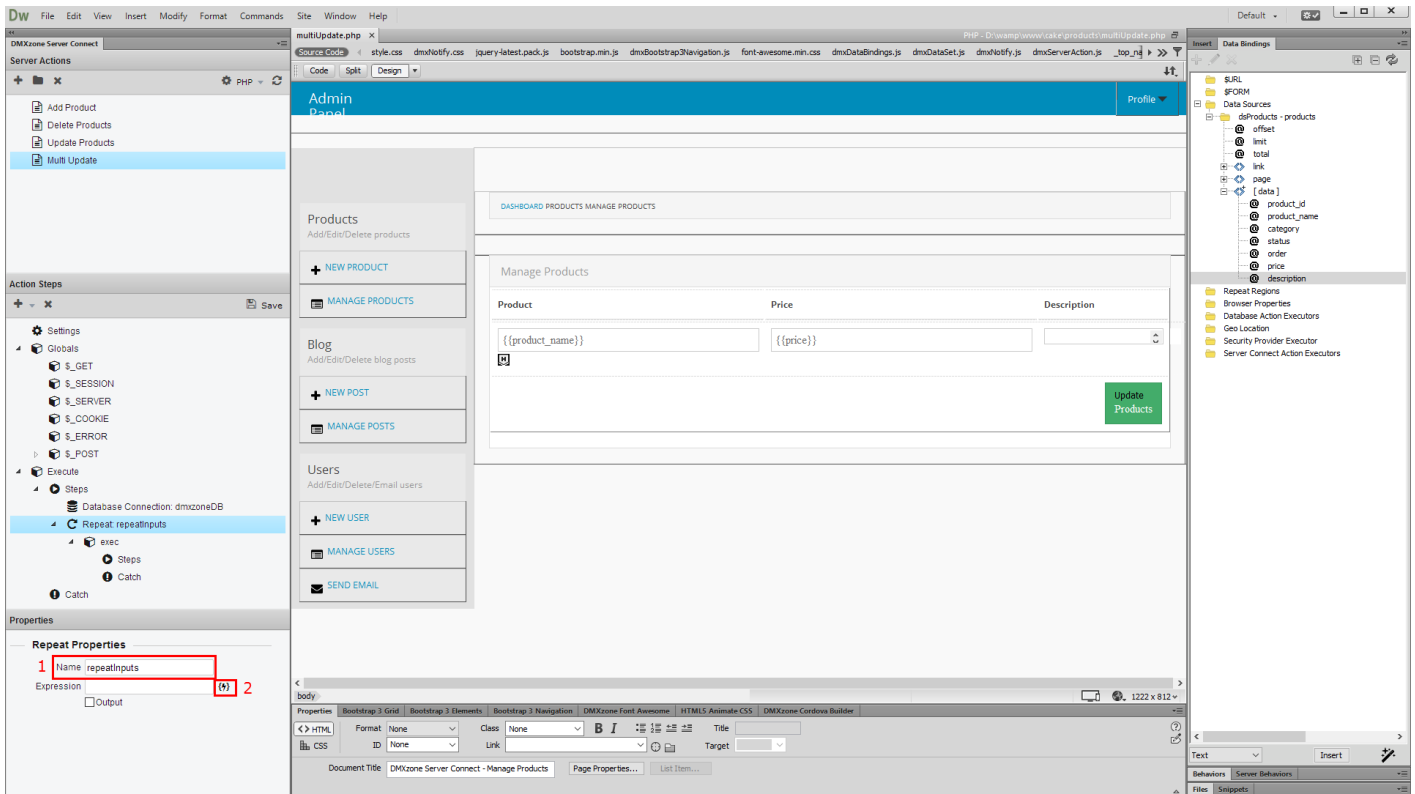 Dw File Edit View Insert Modify Format Commands Site Window Help
Default
DMXzone Server Connect
Server Actions
PHP
Add Product
Delete Products
Update Products
Multi Update
Action Steps
Save
Settings
Globals
$_GET
$_SESSION
$_SERVER
$_COOKIE
$_ERROR
$_POST
Execute
Steps
Database Connection: dmxzoneDB
Repeat: repeatInputs
exec
Steps
Catch
Catch
Properties
Repeat Properties
1 Name repeatInputs
Expression 2
Output
multiUpdate.php x
PHP - D:\wamp\www\cake\products\multiUpdate.php
Source Code style.css dmxNotify.css jquery-latest.pack.js bootstrap.min.js dmxBootstrap3Navigation.js font-awesome.min.css dmxDataBindings.js dmxDataSet.js dmxNotify.js dmxServerAction.js _top_na
Code Split Design
Admin
Panel
Profile
Products
Add/Edit/Delete products
NEW PRODUCT
MANAGE PRODUCTS
Blog
Add/Edit/Delete blog posts
NEW POST
MANAGE POSTS
Users
Add/Edit/Delete/Email users
NEW USER
MANAGE USERS
SEND EMAIL
DASHBOARD PRODUCTS MANAGE PRODUCTS
Manage Products
Product Price Description
{{product_name}} {{price}}
H
Update
Products
body
1222 x 812
Properties Bootstrap 3 Grid Bootstrap 3 Elements Bootstrap 3 Navigation DMXzone Font Awesome HTML5 Animate CSS DMXzone Cordova Builder
<> HTML Format None Class None B I Title
CSS ID None Link Target
Document Title DMXzone Server Connect - Manage Products Page Properties... List Item...
Insert Data Bindings
$URL
$FORM
Data Sources
dsProducts - products
offset
limit
total
link
page
[ data ]
product_id
product_name
category
status
order
price
description
Repeat Regions
Browser Properties
Database Action Executors
Geo Location
Security Provider Executor
Server Connect Action Executors
Text Insert
Behaviors Server Behaviors
Files Snippets